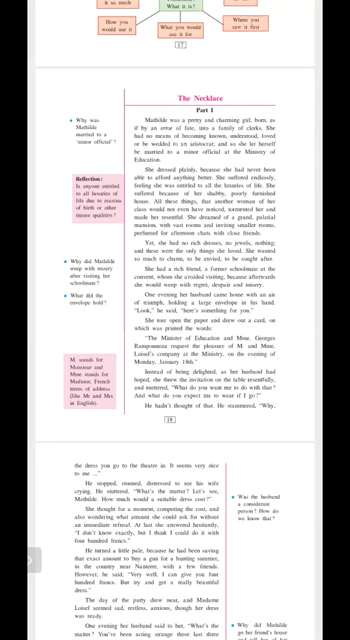 it so much
What it is?
How you
would use it
What you would
use it for
Where you
saw it first
17
The Necklace
Part I
• Why was
Mathilde
married to a
'minor official' ?
Mathilde was a pretty and charming girl, born, as
if by an error of fate, into a family of clerks. She
had no means of becoming known, understood, loved
or be wedded to an aristocrat; and so she let herself
be married to a minor official at the Ministry of
Education.
She dressed plainly, because she had never been
able to afford anything better. She suffered endlessly,
feeling she was entitled to all the luxuries of life. She
suffered because of her shabby, poorly furnished
house. All these things, that another woman of her
class would not even have noticed, tormented her and
made her resentful. She dreamed of a grand, palatial
mansion, with vast rooms and inviting smaller rooms,
perfumed for afternoon chats with close friends.
Reflection:
Is anyone entitled
to all luxuries of
life due to reasons
of birth or other
innate qualities?
Yet, she had no rich dresses, no jewels, nothing;
and these were the only things she loved. She wanted
so much to charm, to be envied, to be sought after.
• Why did Mathilde
weep with misery
after visiting her
schoolmate?
She had a rich friend, a former schoolmate at the
convent, whom she avoided visiting, because afterwards
she would weep with regret, despair and misery.
• What did the
envelope hold?
One evening her husband came home with an air
of triumph, holding a large envelope in his hand.
"Look," he said, "here's something for you."
She tore open the paper and drew out a card, on
which was printed the words:
"The Minister of Education and Mme. Georges
Rampouneau request the pleasure of M. and Mme.
Loisel's company at the Ministry, on the evening of
Monday, January 18th."
M. stands for
Monsieur and
Mme stands for
Madame, French
terms of address
(like Mr and Mrs
in English).
Instead of being delighted, as her husband had
hoped, she threw the invitation on the table resentfully,
and muttered, "What do you want me to do with that?
And what do you expect me to wear if I go?"
He hadn't thought of that. He stammered, "Why,
18
the dress you go to the theatre in. It seems very nice
to me ..."
He stopped, stunned, distressed to see his wife
crying. He stuttered, "What's the matter? Let's see,
Mathilde. How much would a suitable dress cost?"
• Was the husband
a considerate
person? How do
we know that?
She thought for a moment, computing the cost, and
also wondering what amount she could ask for without
an immediate refusal. At last she answered hesitantly,
"I don't know exactly, but I think I could do it with
four hundred francs."
He turned a little pale, because he had been saving
that exact amount to buy a gun for a hunting summer,
in the country near Nanterre, with a few friends.
However, he said, "Very well. I can give you four
hundred francs. But try and get a really beautiful
dress."
The day of the party drew near, and Madame
Loisel seemed sad, restless, anxious, though her dress
was ready.
One evening her husband said to her, "What's the
matter? You've been acting strange these last three
• Why did Mathilde
go her friend's house